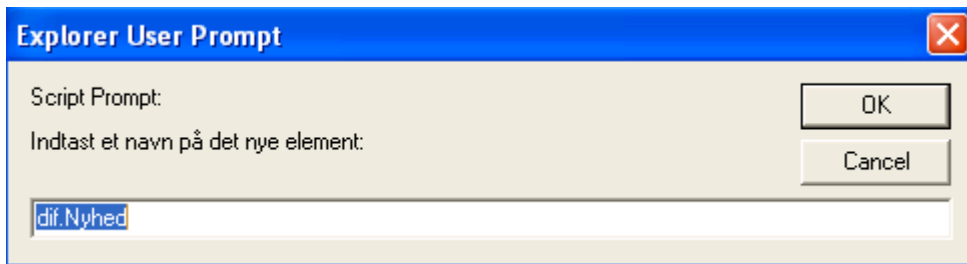 Explorer User Prompt
Script Prompt:
OK
Indtast et navn på det nye element:
Cancel
dif.Nyhed